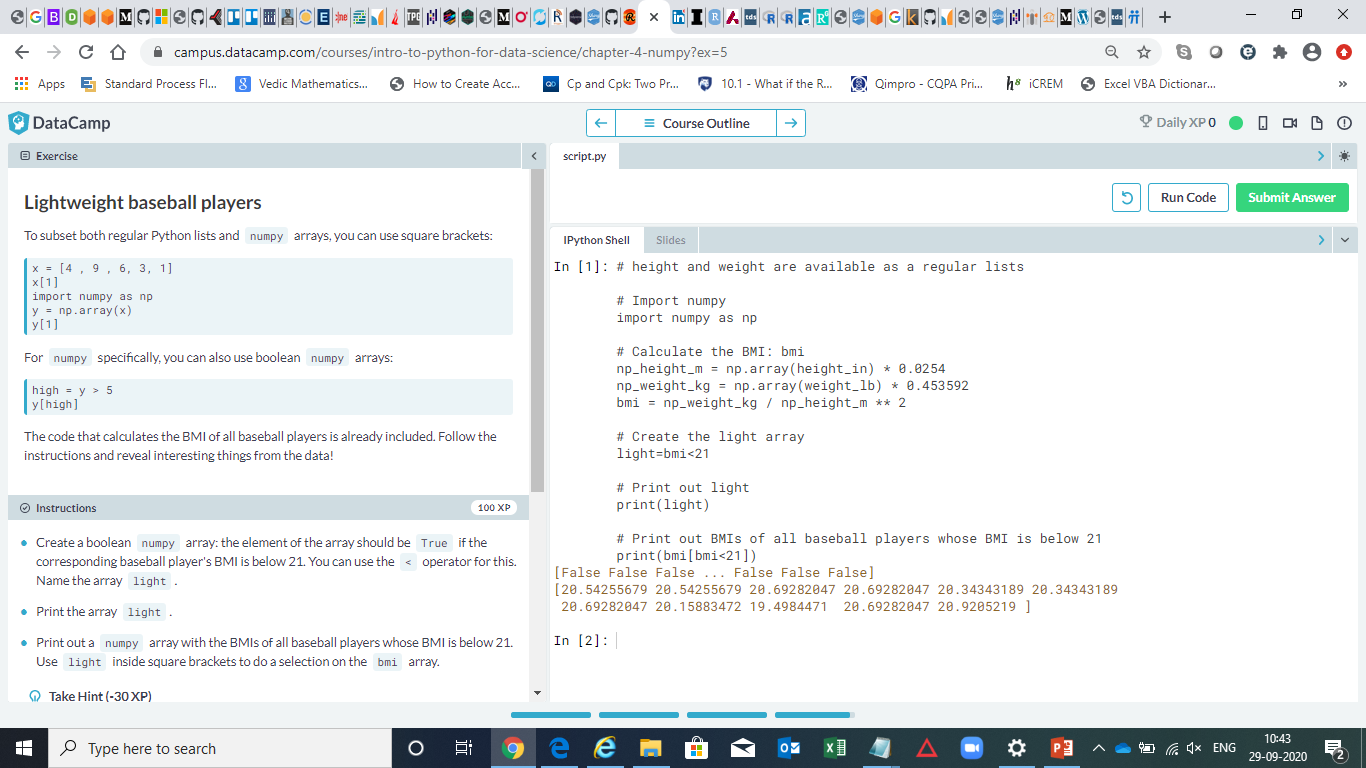 campus.datacamp.com/courses/intro-to-python-for-data-science/chapter-4-numpy?ex=5
Apps
Standard Process Fl...
Vedic Mathematics...
How to Create Acc...
Cp and Cpk: Two Pr...
10.1 - What if the R...
Qimpro - CQPA Pri...
iCREM
Excel VBA Dictionar...
»
DataCamp
Course Outline
Daily XP 0
Exercise
Lightweight baseball players
To subset both regular Python lists and numpy arrays, you can use square brackets:
x = [4 , 9 , 6, 3, 1]
x[1]
import numpy as np
y = np.array(x)
y[1]
For numpy specifically, you can also use boolean numpy arrays:
high = y > 5
y[high]
The code that calculates the BMI of all baseball players is already included. Follow the
instructions and reveal interesting things from the data!
Instructions
100 XP
Create a boolean numpy array: the element of the array should be True if the
corresponding baseball player's BMI is below 21. You can use the < operator for this.
Name the array light .
Print the array light .
Print out a numpy array with the BMIs of all baseball players whose BMI is below 21.
Use light inside square brackets to do a selection on the bmi array.
Take Hint (-30 XP)
script.py
Run Code
Submit Answer
IPython Shell
Slides
In [1]: # height and weight are available as a regular lists
# Import numpy
import numpy as np
# Calculate the BMI: bmi
np_height_m = np.array(height_in) * 0.0254
np_weight_kg = np.array(weight_lb) * 0.453592
bmi = np_weight_kg / np_height_m ** 2
# Create the light array
light=bmi<21
# Print out light
print(light)
# Print out BMIs of all baseball players whose BMI is below 21
print(bmi[bmi<21])
[False False False ... False False False]
[20.54255679 20.54255679 20.69282047 20.69282047 20.34343189 20.34343189
20.69282047 20.15883472 19.4984471  20.69282047 20.9205219 ]
In [2]:
Type here to search
ENG
10:43
29-09-2020
2